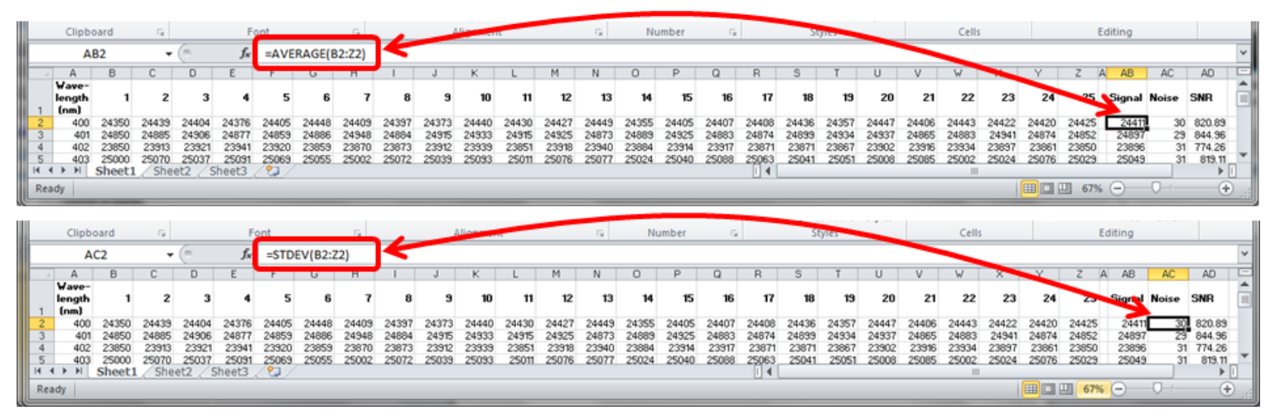 Clipboard Font Alignment Number Styles Cells Editing
AB2 fx =AVERAGE(B2:Z2)
A B C D E F G H I J K L M N O P Q R S T U V W X Y Z A AB AC AD
Wave-
length 1 2 3 4 5 6 7 8 9 10 11 12 13 14 15 16 17 18 19 20 21 22 23 24 25 Signal Noise SNR
1 (nm)
2 400 24350 24439 24404 24376 24405 24448 24409 24397 24373 24440 24430 24427 24449 24355 24405 24407 24408 24436 24357 24447 24406 24443 24422 24420 24425 24411 30 820.89
3 401 24850 24885 24906 24877 24859 24886 24948 24884 24915 24933 24915 24925 24873 24889 24925 24883 24874 24899 24934 24937 24865 24883 24941 24874 24852 24897 29 844.96
4 402 23850 23913 23921 23941 23920 23859 23870 23873 23912 23939 23851 23918 23940 23884 23914 23917 23871 23871 23867 23902 23916 23934 23897 23861 23850 23896 31 774.26
5 403 25000 25070 25037 25091 25069 25055 25002 25072 25039 25093 25011 25076 25077 25024 25040 25088 25063 25041 25051 25008 25085 25002 25024 25076 25029 25049 31 819.11
Sheet1 Sheet2 Sheet3
Ready 67%
Clipboard Font Alignment Number Styles Cells Editing
AC2 fx =STDEV(B2:Z2)
A B C D E F G H I J K L M N O P Q R S T U V W X Y Z A AB AC AD
Wave-
length 1 2 3 4 5 6 7 8 9 10 11 12 13 14 15 16 17 18 19 20 21 22 23 24 25 Signal Noise SNR
1 (nm)
2 400 24350 24439 24404 24376 24405 24448 24409 24397 24373 24440 24430 24427 24449 24355 24405 24407 24408 24436 24357 24447 24406 24443 24422 24420 24425 24411 30 820.89
3 401 24850 24885 24906 24877 24859 24886 24948 24884 24915 24933 24915 24925 24873 24889 24925 24883 24874 24899 24934 24937 24865 24883 24941 24874 24852 24897 29 844.96
4 402 23850 23913 23921 23941 23920 23859 23870 23873 23912 23939 23851 23918 23940 23884 23914 23917 23871 23871 23867 23902 23916 23934 23897 23861 23850 23896 31 774.26
5 403 25000 25070 25037 25091 25069 25055 25002 25072 25039 25093 25011 25076 25077 25024 25040 25088 25063 25041 25051 25008 25085 25002 25024 25076 25029 25049 31 819.11
Sheet1 Sheet2 Sheet3
Ready 67%